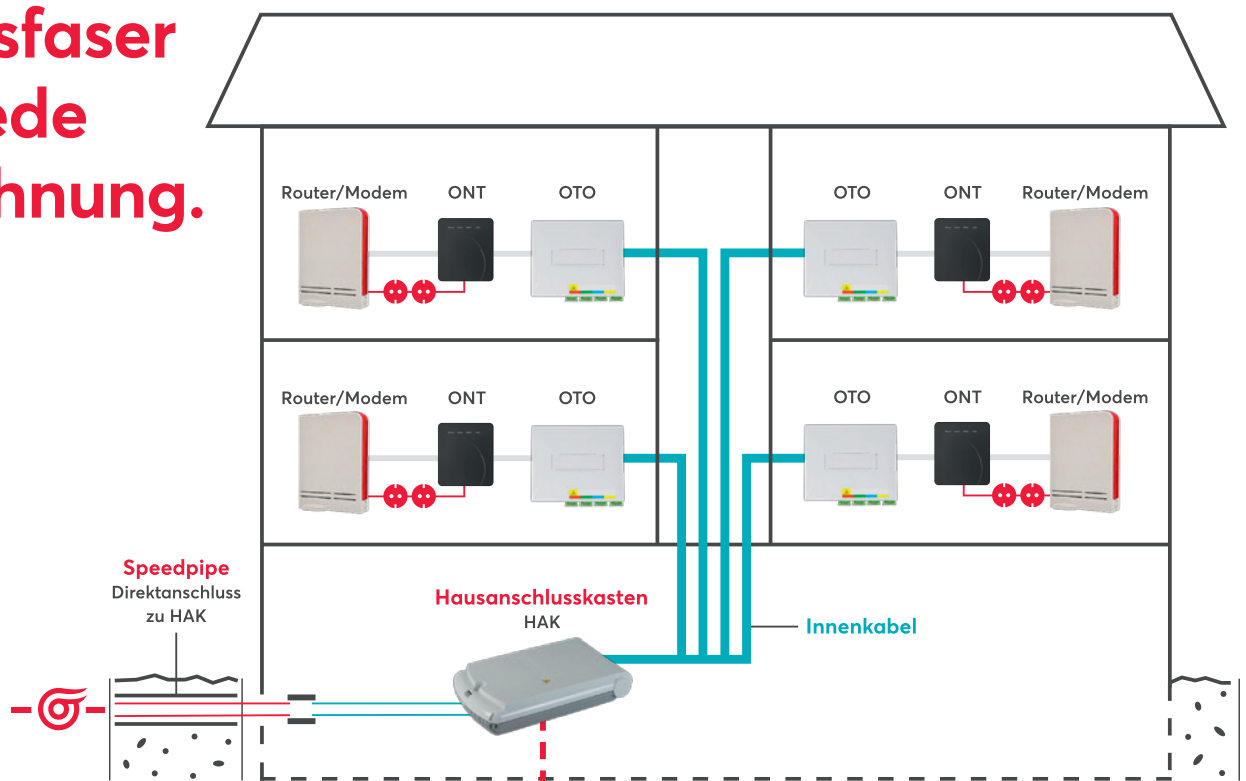 sfaser
ede
hnung.
Router/Modem ONT OTO
OTO ONT Router/Modem
Router/Modem ONT OTO
OTO ONT Router/Modem
Speedpipe
Direktanschluss
zu HAK
Hausanschlusskasten
HAK
Innenkabel